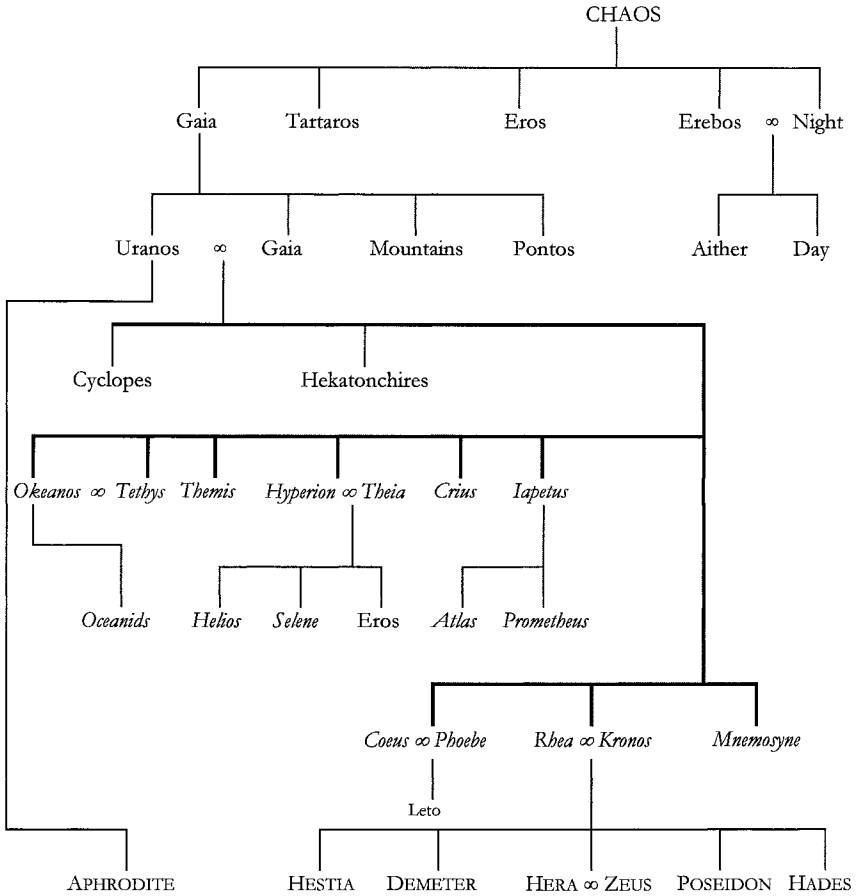 CHAOS
Gaia Tartaros Eros Erebos ∞ Night
Uranos ∞ Gaia Mountains Pontos Aither Day
Cyclopes Hekatonchires
Okeanos ∞ Tethys Themis Hyperion ∞ Theia Crius Iapetus
Oceanids Helios Selene Eros Atlas Prometheus
Coeus ∞ Phoebe Rhea ∞ Kronos Mnemosyne
Leto
APHRODITE HESTIA DEMETER HERA ∞ ZEUS POSEIDON HADES